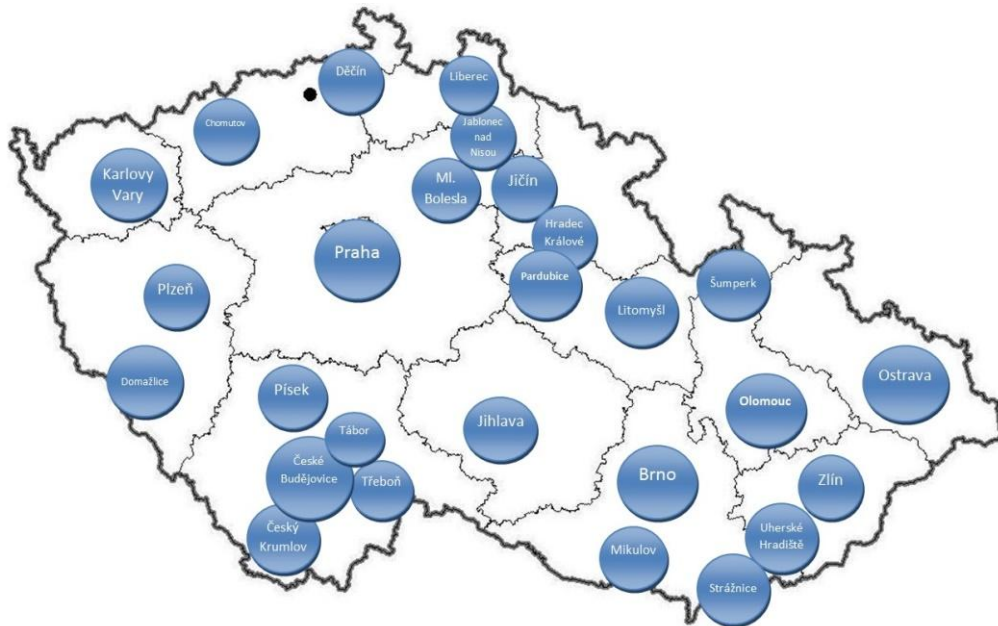 Děčín
Liberec
Chomutov
Jablonec
nad
Nisou
Karlovy
Vary
Ml.
Bolesla
Jičín
Hradec
Králové
Praha
Pardubice
Šumperk
Plzeň
Litomyšl
Domažlice
Písek
Ostrava
Olomouc
Jihlava
Tábor
České
Budějovice
Třeboň
Brno
Zlín
Český
Krumlov
Uherské
Hradiště
Mikulov
Strážnice